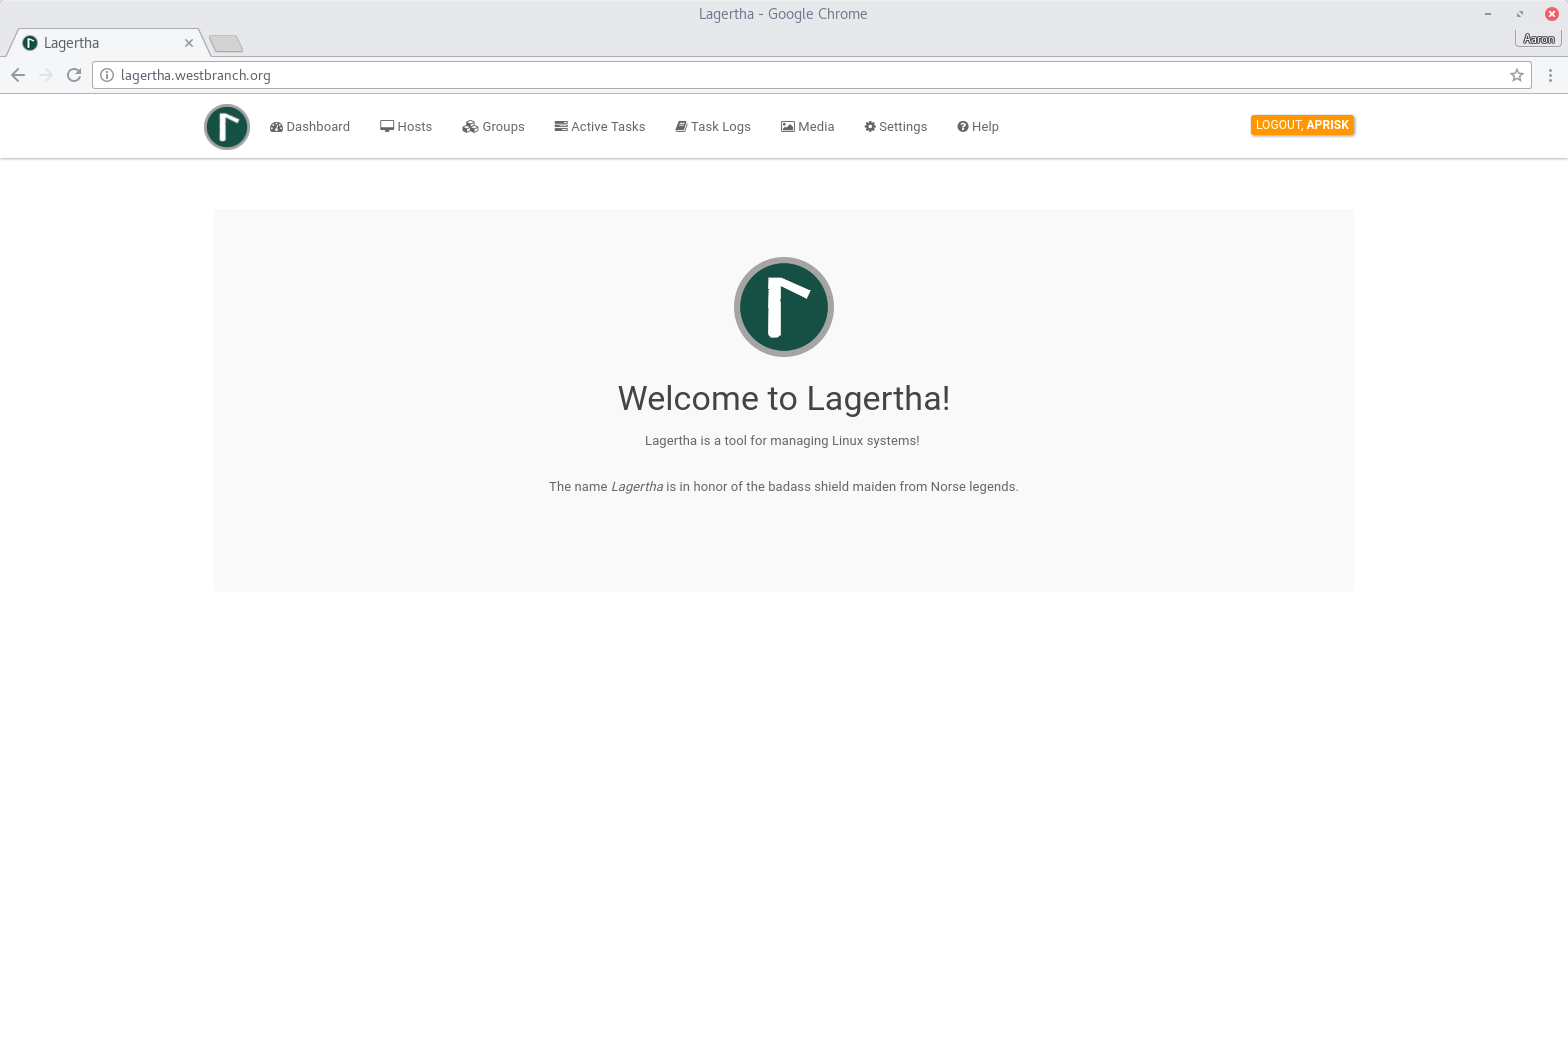 Lagertha - Google Chrome
Lagertha
Aaron
lagertha.westbranch.org
Dashboard Hosts Groups Active Tasks Task Logs Media Settings Help LOGOUT, APRISK
Welcome to Lagertha!
Lagertha is a tool for managing Linux systems!
The name Lagertha is in honor of the badass shield maiden from Norse legends.